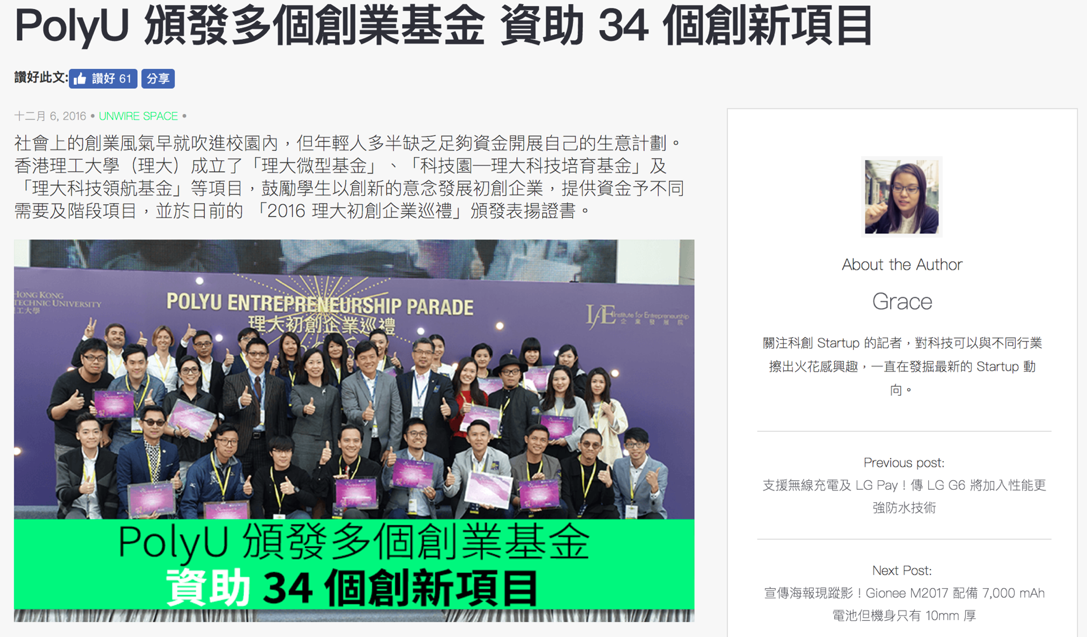 PolyU 頒發多個創業基金 資助 34 個創新項目
讚好此文: 讚好 61 分享
十二月 6, 2016 • UNWIRE SPACE •
社會上的創業風氣早就吹進校園內，但年輕人多半缺乏足夠資金開展自己的生意計劃。
香港理工大學（理大）成立了「理大微型基金」、「科技園—理大科技培育基金」及
「理大科技領航基金」等項目，鼓勵學生以創新的意念發展初創企業，提供資金予不同
需要及階段項目，並於日前的 「2016 理大初創企業巡禮」頒發表揚證書。
HONG KONG
TECHNIC UNIVERSITY
工大學
POLYU ENTREPRENEURSHIP PARADE
理大初創企業巡禮
IfE Institute for Entrepreneurship
企業發展院
PolyU 頒發多個創業基金
資助 34 個創新項目
About the Author
Grace
關注科創 Startup 的記者，對科技可以與不同行業
擦出火花感興趣，一直在發掘最新的 Startup 動
向。
Previous post:
支援無線充電及 LG Pay！傳 LG G6 將加入性能更
強防水技術
Next Post:
宣傳海報現蹤影！Gionee M2017 配備 7,000 mAh
電池但機身只有 10mm 厚